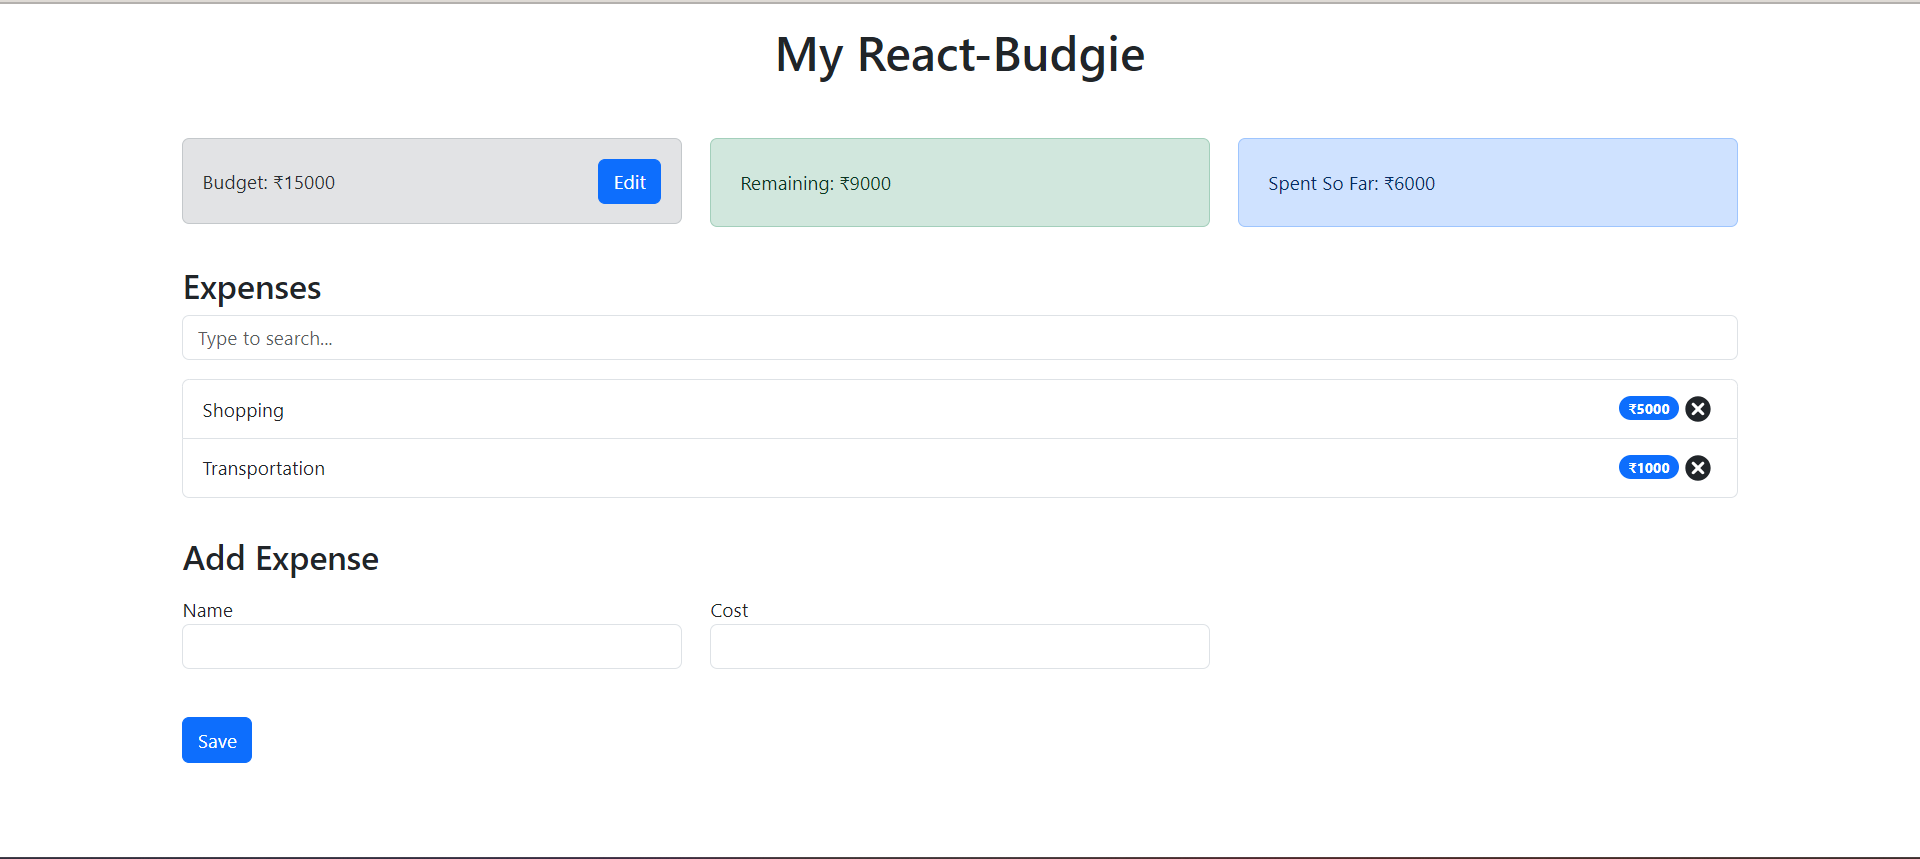 My React-Budgie
Budget: ₹15000
Edit
Remaining: ₹9000
Spent So Far: ₹6000
Expenses
Type to search...
Shopping
₹5000
Transportation
₹1000
Add Expense
Name
Cost
Save